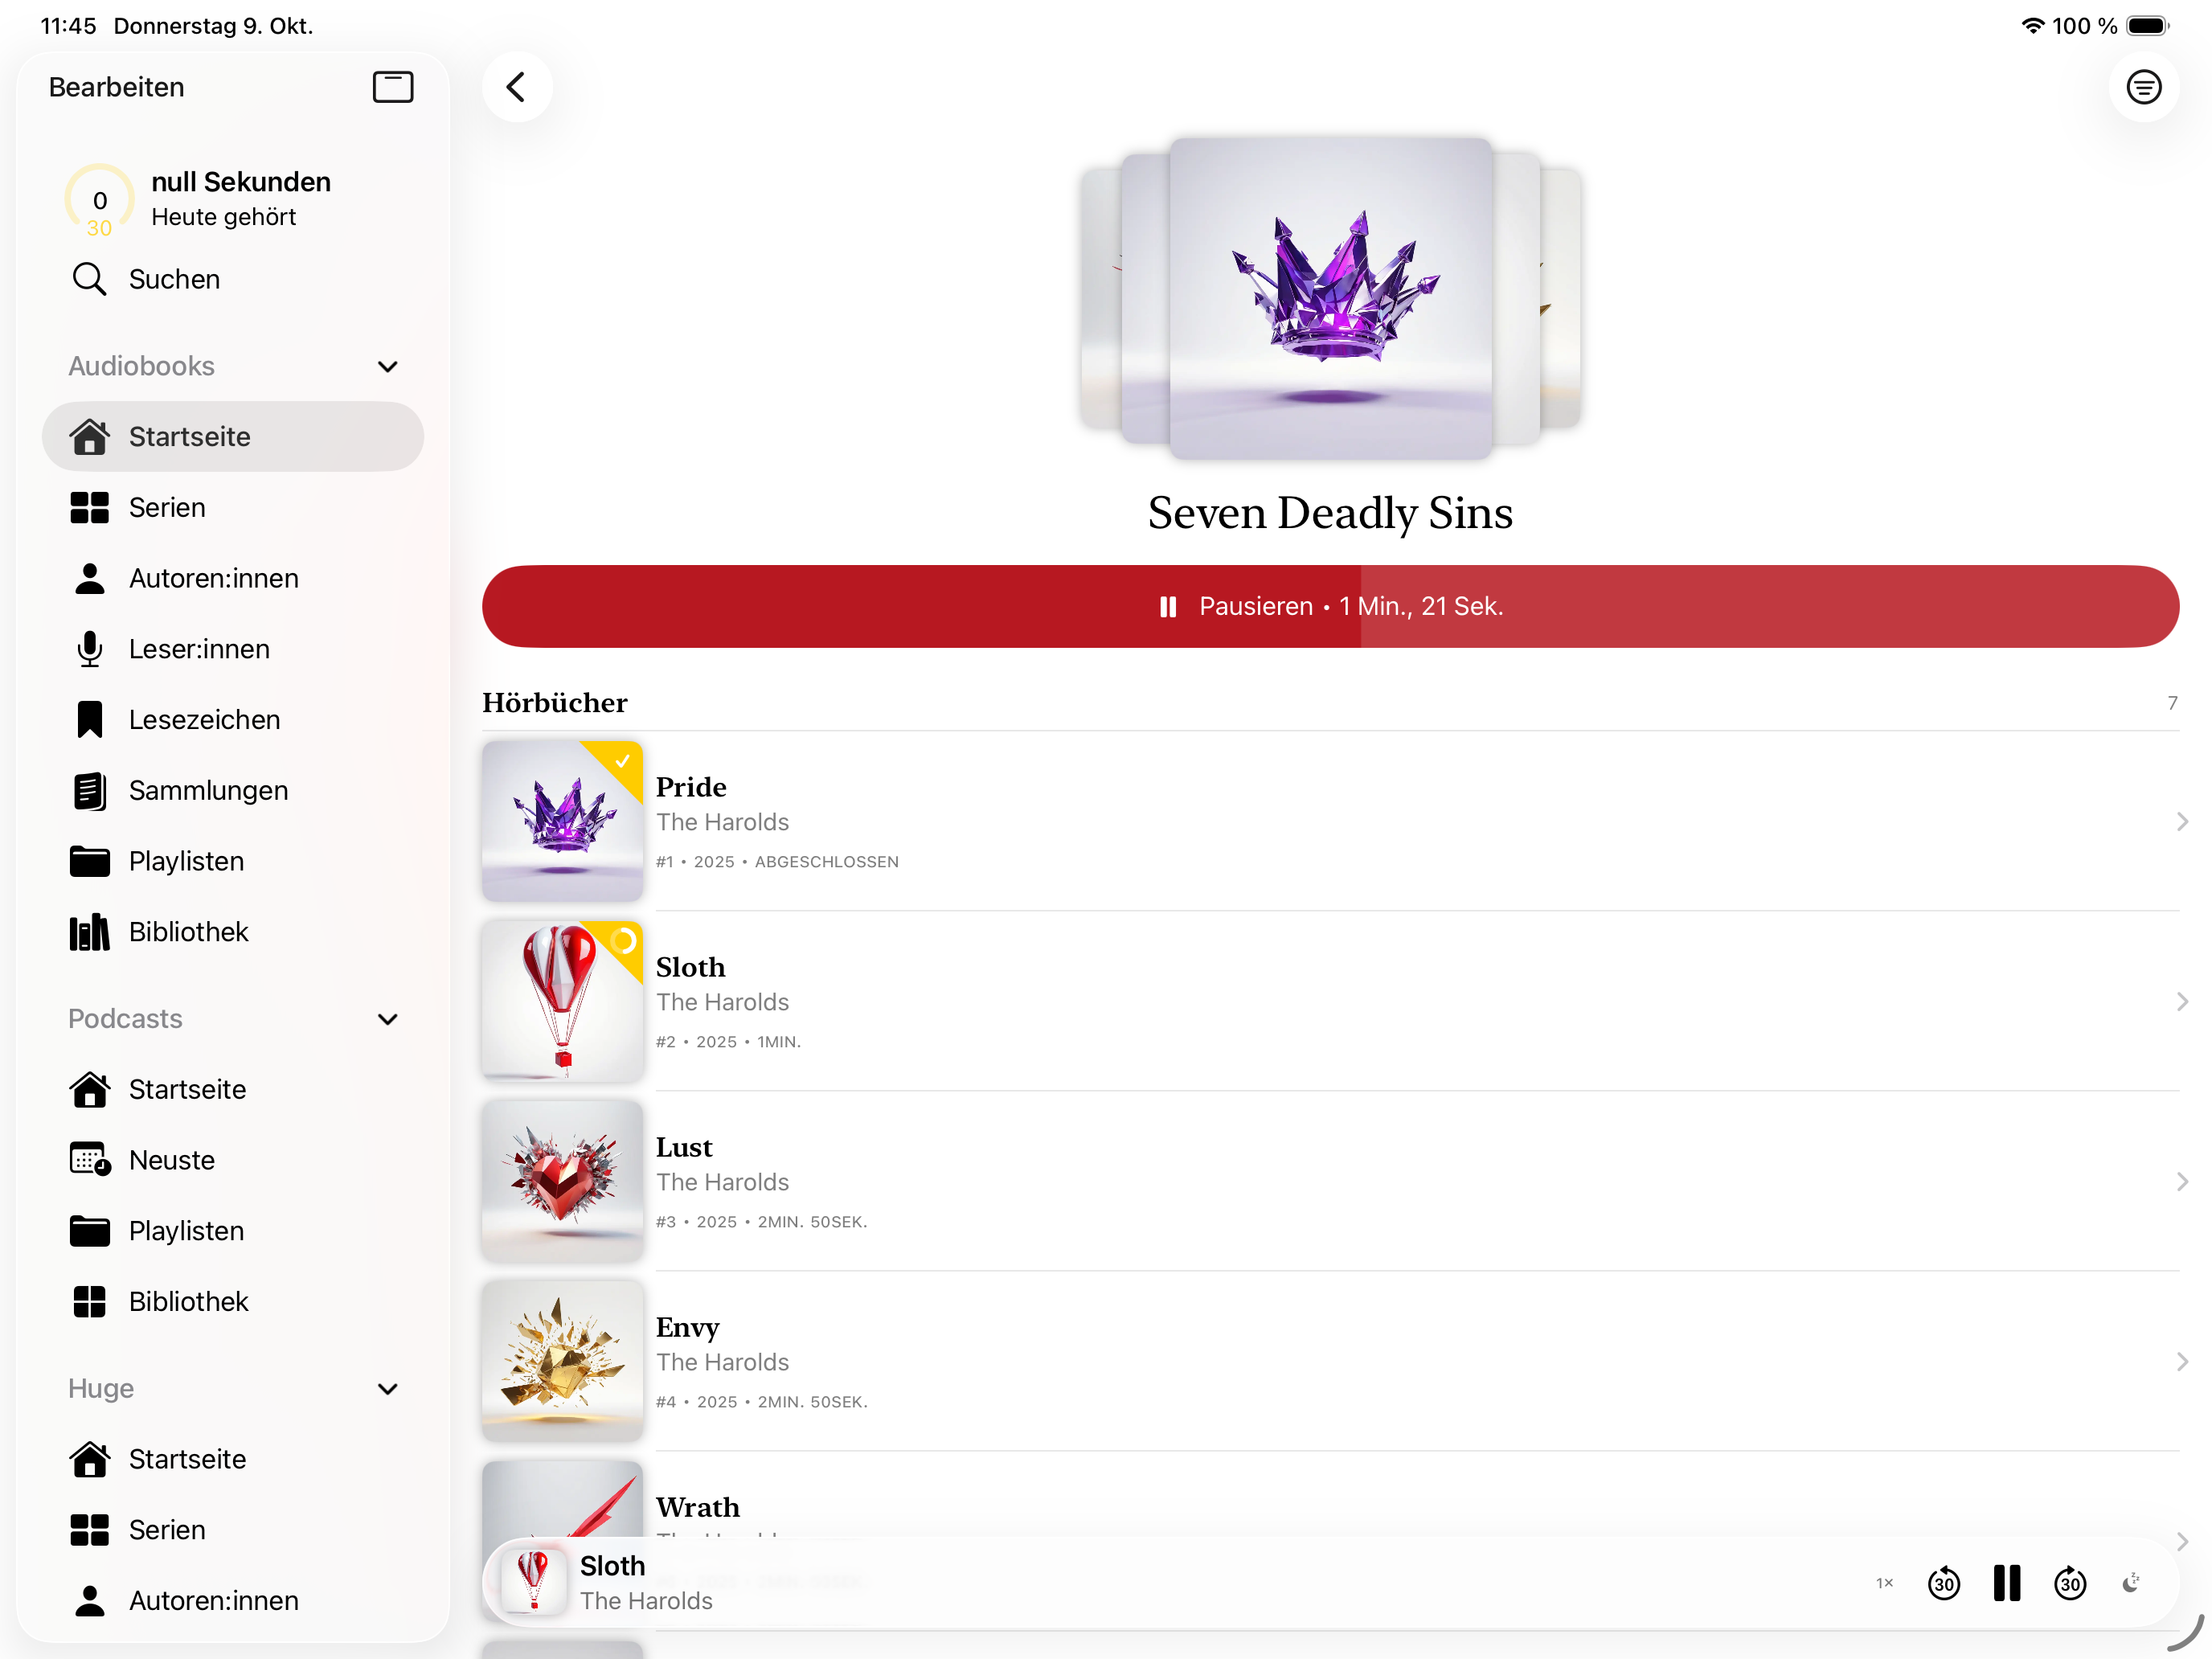 11:45 Donnerstag 9. Okt.
100 %
Bearbeiten
0
30
null Sekunden
Heute gehört
Suchen
Audiobooks
Startseite
Serien
Autoren:innen
Leser:innen
Lesezeichen
Sammlungen
Playlisten
Bibliothek
Podcasts
Startseite
Neuste
Playlisten
Bibliothek
Huge
Startseite
Serien
Autoren:innen
Seven Deadly Sins
Pausieren • 1 Min., 21 Sek.
Hörbücher
7
Pride
The Harolds
#1 • 2025 • ABGESCHLOSSEN
Sloth
The Harolds
#2 • 2025 • 1MIN.
Lust
The Harolds
#3 • 2025 • 2MIN. 50SEK.
Envy
The Harolds
#4 • 2025 • 2MIN. 50SEK.
Wrath
Sloth
The Harolds
1×
30
30